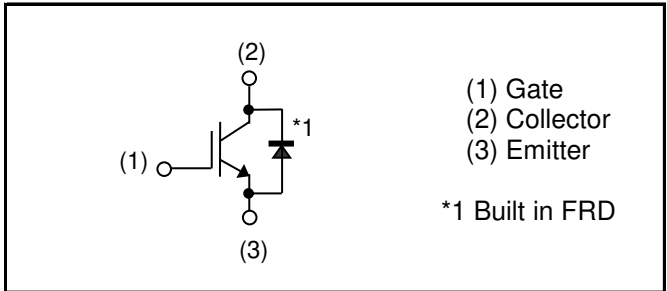 (2)
*1
(1)
(3)
(1) Gate
(2) Collector
(3) Emitter
*1 Built in FRD